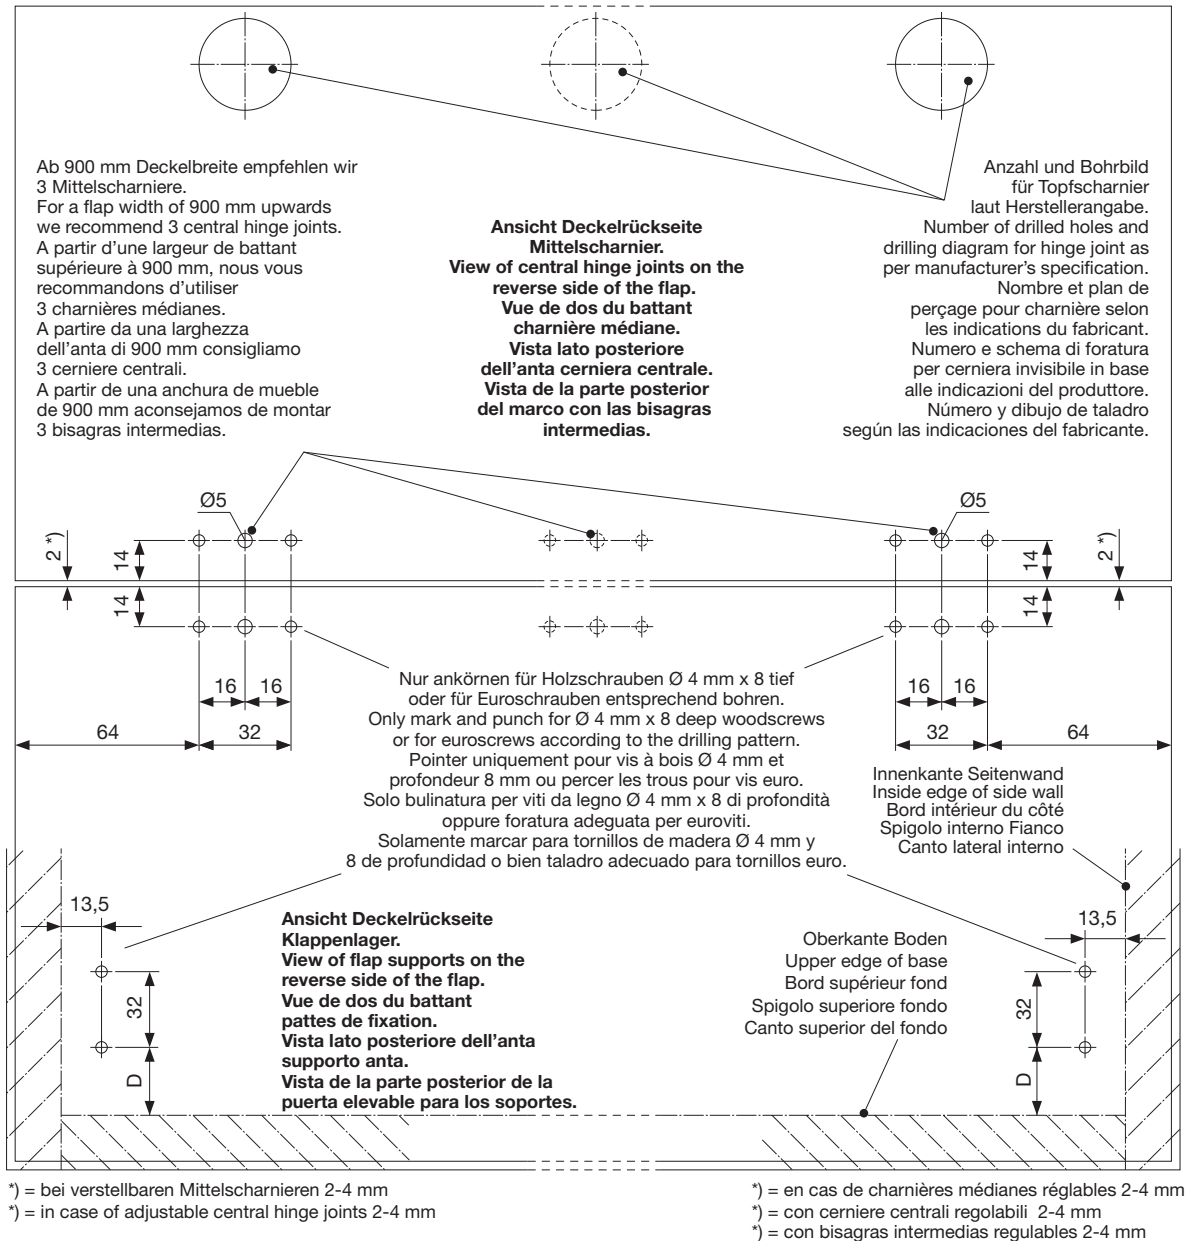 Ab 900 mm Deckelbreite empfehlen wir
3 Mittelscharniere.
For a flap width of 900 mm upwards
we recommend 3 central hinge joints.
A partir d’une largeur de battant
supérieure à 900 mm, nous vous
recommandons d’utiliser
3 charnières médianes.
A partire da una larghezza
dell’anta di 900 mm consigliamo
3 cerniere centrali.
A partir de una anchura de mueble
de 900 mm aconsejamos de montar
3 bisagras intermedias.
Ansicht Deckelrückseite
Mittelscharnier.
View of central hinge joints on the
reverse side of the flap.
Vue de dos du battant
charnière médiane.
Vista lato posteriore
dell’anta cerniera centrale.
Vista de la parte posterior
del marco con las bisagras
intermedias.
Anzahl und Bohrbild
für Topfscharnier
laut Herstellerangabe.
Number of drilled holes and
drilling diagram for hinge joint as
per manufacturer’s specification.
Nombre et plan de
perçage pour charnière selon
les indications du fabricant.
Numero e schema di foratura
per cerniera invisibile in base
alle indicazioni del produttore.
Número y dibujo de taladro
según las indicaciones del fabricante.
Ø5
Ø5
2 *)
14
14
2 *)
14
14
16 16
16 16
64
32
32
64
Nur ankörnen für Holzschrauben Ø 4 mm x 8 tief
oder für Euroschrauben entsprechend bohren.
Only mark and punch for Ø 4 mm x 8 deep woodscrews
or for euroscrews according to the drilling pattern.
Pointer uniquement pour vis à bois Ø 4 mm et
profondeur 8 mm ou percer les trous pour vis euro.
Solo bulinatura per viti da legno Ø 4 mm x 8 di profondità
oppure foratura adeguata per euroviti.
Solamente marcar para tornillos de madera Ø 4 mm y
8 de profundidad o bien taladro adecuado para tornillos euro.
Innenkante Seitenwand
Inside edge of side wall
Bord intérieur du côté
Spigolo interno Fianco
Canto lateral interno
13,5
32
D
Ansicht Deckelrückseite
Klappenlager.
View of flap supports on the
reverse side of the flap.
Vue de dos du battant
pattes de fixation.
Vista lato posteriore dell’anta
supporto anta.
Vista de la parte posterior de la
puerta elevable para los soportes.
Oberkante Boden
Upper edge of base
Bord supérieur fond
Spigolo superiore fondo
Canto superior del fondo
13,5
32
D
*) = bei verstellbaren Mittelscharnieren 2-4 mm
*) = in case of adjustable central hinge joints 2-4 mm
*) = en cas de charnières médianes réglables 2-4 mm
*) = con cerniere centrali regolabili 2-4 mm
*) = con bisagras intermedias regulables 2-4 mm